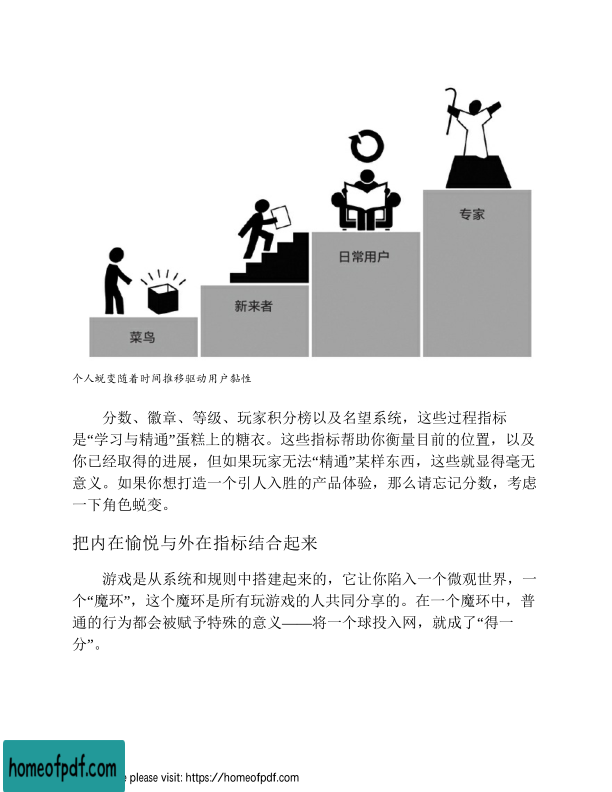 专家
日常用户
新来者
菜鸟
个人蜕变随着时间推移驱动用户黏性
分数、徽章、等级、玩家积分榜以及名望系统，这些过程指标
是“学习与精通”蛋糕上的糖衣。这些指标帮助你衡量目前的位置，以及
你已经取得的进展，但如果玩家无法“精通”某样东西，这些就显得毫无
意义。如果你想打造一个引人入胜的产品体验，那么请忘记分数，考虑
一下角色蜕变。
把内在愉悦与外在指标结合起来
游戏是从系统和规则中搭建起来的，它让你陷入一个微观世界，一
个“魔环”，这个魔环是所有玩游戏的人共同分享的。在一个魔环中，普
通的行为都会被赋予特殊的意义——将一个球投入网，就成了“得一
分”。
homeofpdf.com
e please visit: https://homeofpdf.com